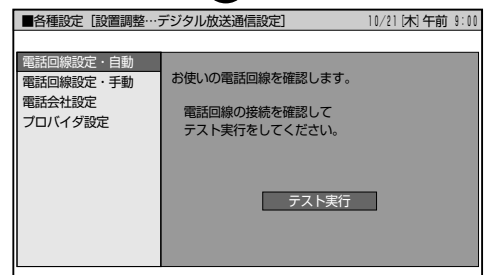 ■各種設定［設置調整…デジタル放送通信設定］ 10/21[木]午前 9:00
電話回線設定・自動
電話回線設定・手動
電話会社設定
プロバイダ設定
お使いの電話回線を確認します。
電話回線の接続を確認して
テスト実行をしてください。
テスト実行